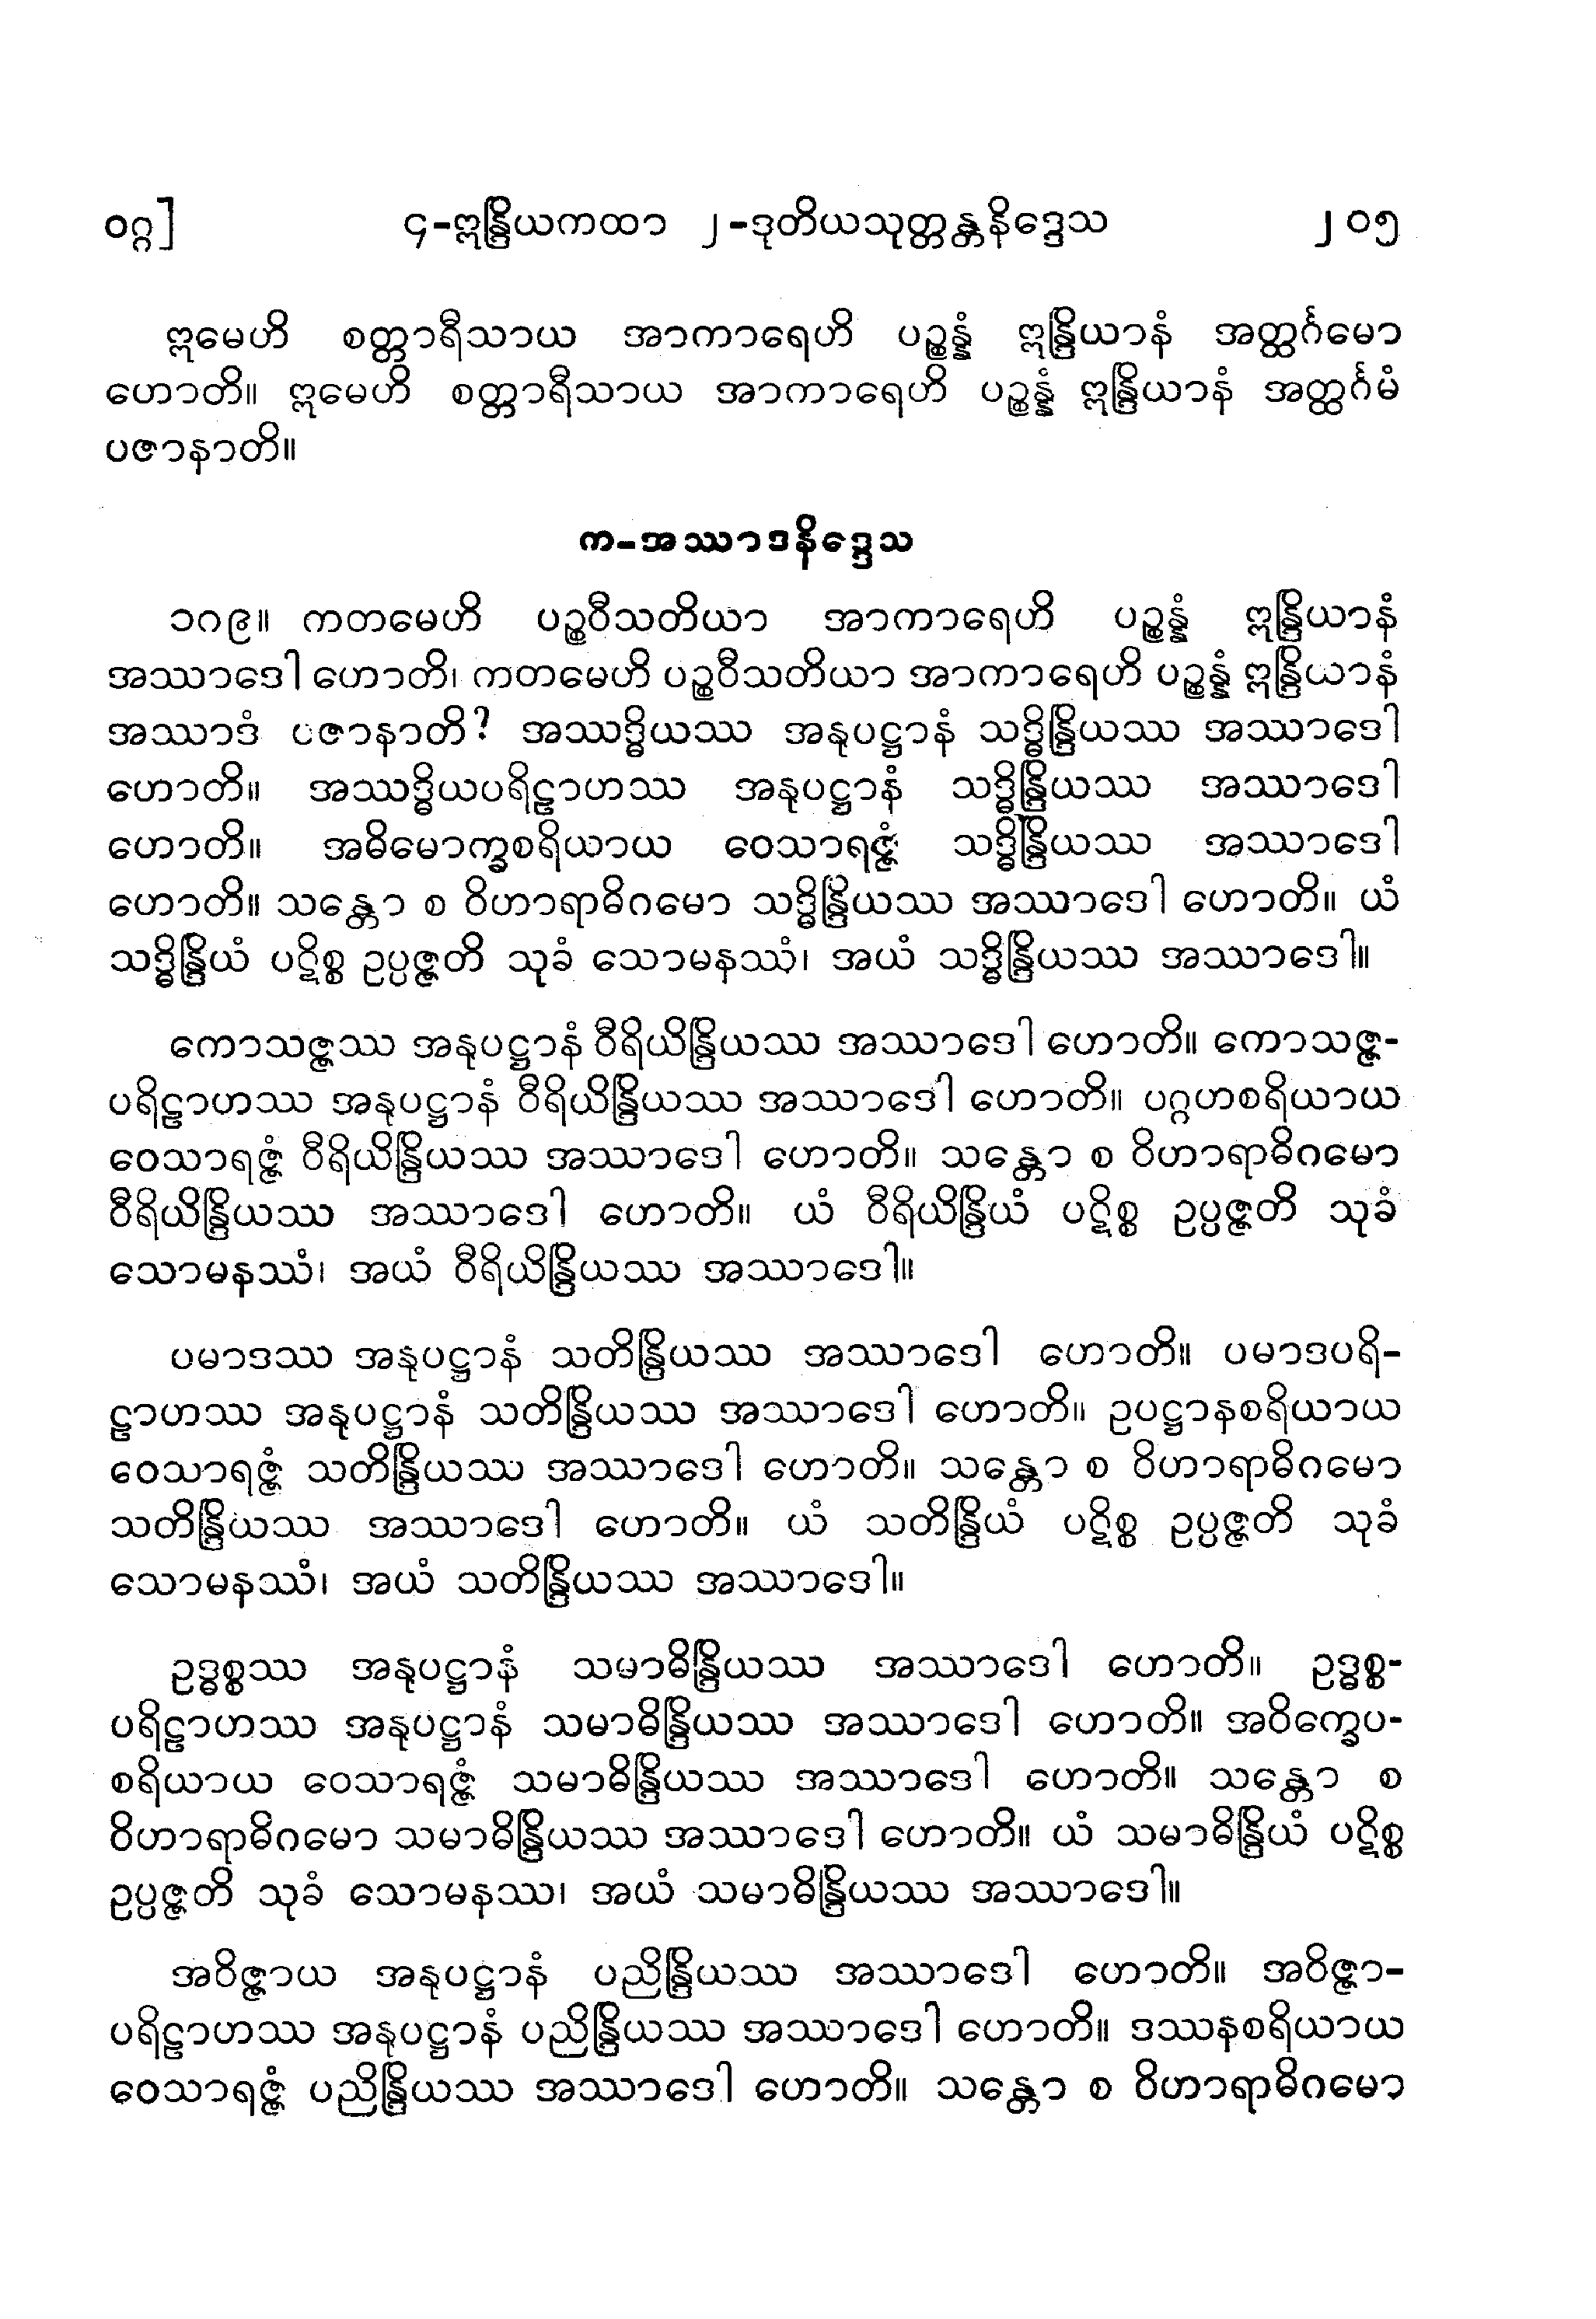 ဝဂ္ဂ] ၄-ဣန္ဒြိယကထာ ၂-ဒုတိယသုတ္တန္တနိဒ္ဒေသ ၂၀၅
ဣမေဟိ စတ္တာရီသာယ အာကာရေဟိ ပဉ္စန္နံ ဣန္ဒြိယာနံ အတ္ထင်္ဂမော
ဟောတိ။ ဣမေဟိ စတ္တာရီသာယ အာကာရေဟိ ပဉ္စန္နံ ဣန္ဒြိယာနံ အတ္ထင်္ဂမံ
ပဇာနာတိ။
က-အဿာဒနိဒ္ဒေသ
၁၈၉။ ကတမေဟိ ပဉ္စဝီသတိယာ အာကာရေဟိ ပဉ္စန္နံ ဣန္ဒြိယာနံ
အဿာဒေါ ဟောတိ၊ ကတမေဟိ ပဉ္စဝီသတိယာ အာကာရေဟိ ပဉ္စန္နံ ဣန္ဒြိယာနံ
အဿာဒံ ပဇာနာတိ? အဿဒ္ဓိယဿ အနုပဋ္ဌာနံ သဒ္ဓိန္ဒြိယဿ အဿာဒေါ
ဟောတိ။ အဿဒ္ဓိယပရိဠာဟဿ အနုပဋ္ဌာနံ သဒ္ဓိန္ဒြိယဿ အဿာဒေါ
ဟောတိ။ အဓိမောက္ခစရိယာယ ဝေသာရဇ္ဇံ သဒ္ဓိန္ဒြိယဿ အဿာဒေါ
ဟောတိ။ သန္တော စ ဝိဟာရာဓိဂမော သဒ္ဓိန္ဒြိယဿ အဿာဒေါ ဟောတိ။ ယံ
သဒ္ဓိန္ဒြိယံ ပဋိစ္စ ဥပ္ပဇ္ဇတိ သုခံ သောမနဿံ၊ အယံ သဒ္ဓိန္ဒြိယဿ အဿာဒေါ။
ကောသဇ္ဇဿ အနုပဋ္ဌာနံ ဝီရိယိန္ဒြိယဿ အဿာဒေါ ဟောတိ။ ကောသဇ္ဇ-
ပရိဠာဟဿ အနုပဋ္ဌာနံ ဝီရိယိန္ဒြိယဿ အဿာဒေါ ဟောတိ။ ပဂ္ဂဟစရိယာယ
ဝေသာရဇ္ဇံ ဝီရိယိန္ဒြိယဿ အဿာဒေါ ဟောတိ။ သန္တော စ ဝိဟာရာဓိဂမော
ဝီရိယိန္ဒြိယဿ အဿာဒေါ ဟောတိ။ ယံ ဝီရိယိန္ဒြိယံ ပဋိစ္စ ဥပ္ပဇ္ဇတိ သုခံ
သောမနဿံ၊ အယံ ဝီရိယိန္ဒြိယဿ အဿာဒေါ။
ပမာဒဿ အနုပဋ္ဌာနံ သတိန္ဒြိယဿ အဿာဒေါ ဟောတိ။ ပမာဒပရိ-
ဠာဟဿ အနုပဋ္ဌာနံ သတိန္ဒြိယဿ အဿာဒေါ ဟောတိ။ ဥပဋ္ဌာနစရိယာယ
ဝေသာရဇ္ဇံ သတိန္ဒြိယဿ အဿာဒေါ ဟောတိ။ သန္တော စ ဝိဟာရာဓိဂမော
သတိန္ဒြိယဿ အဿာဒေါ ဟောတိ။ ယံ သတိန္ဒြိယံ ပဋိစ္စ ဥပ္ပဇ္ဇတိ သုခံ
သောမနဿံ၊ အယံ သတိန္ဒြိယဿ အဿာဒေါ။
ဥဒ္ဓစ္စဿ အနုပဋ္ဌာနံ သမာဓိန္ဒြိယဿ အဿာဒေါ ဟောတိ။ ဥဒ္ဓစ္စ-
ပရိဠာဟဿ အနုပဋ္ဌာနံ သမာဓိန္ဒြိယဿ အဿာဒေါ ဟောတိ။ အဝိက္ခေပ-
စရိယာယ ဝေသာရဇ္ဇံ သမာဓိန္ဒြိယဿ အဿာဒေါ ဟောတိ။ သန္တော စ
ဝိဟာရာဓိဂမော သမာဓိန္ဒြိယဿ အဿာဒေါ ဟောတိ။ ယံ သမာဓိန္ဒြိယံ ပဋိစ္စ
ဥပ္ပဇ္ဇတိ သုခံ သောမနဿ၊ အယံ သမာဓိန္ဒြိယဿ အဿာဒေါ။
အဝိဇ္ဇာယ အနုပဋ္ဌာနံ ပညိန္ဒြိယဿ အဿာဒေါ ဟောတိ။ အဝိဇ္ဇာ-
ပရိဠာဟဿ အနုပဋ္ဌာနံ ပညိန္ဒြိယဿ အဿာဒေါ ဟောတိ။ ဒဿနစရိယာယ
ဝေသာရဇ္ဇံ ပညိန္ဒြိယဿ အဿာဒေါ ဟောတိ။ သန္တော စ ဝိဟာရာဓိဂမော